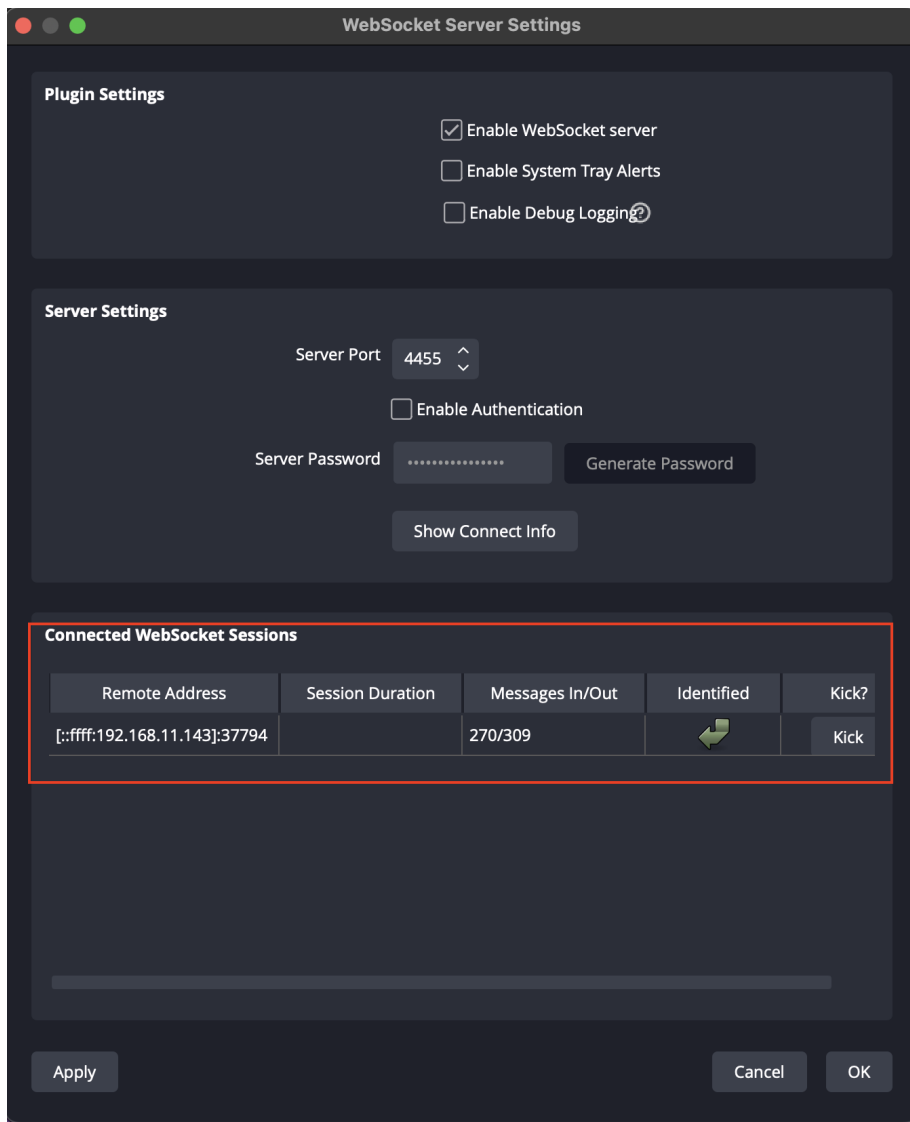 WebSocket Server Settings
Plugin Settings
Enable WebSocket server
Enable System Tray Alerts
Enable Debug Logging?
Server Settings
Server Port 4455
Enable Authentication
Server Password ................ Generate Password
Show Connect Info
Connected WebSocket Sessions
Remote Address Session Duration Messages In/Out Identified Kick?
[::ffff:192.168.11.143]:37794 270/309 Kick
Apply Cancel OK